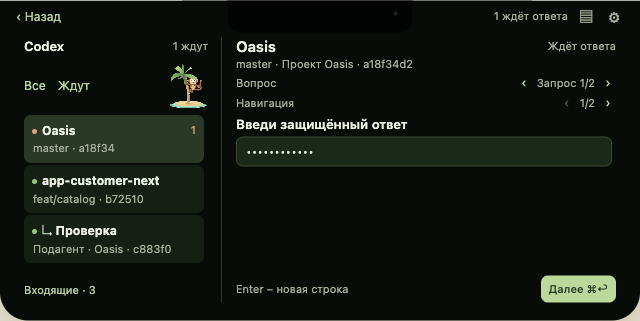 ‹ Назад
1 ждёт ответа
Codex
1 ждут
Все Ждут
Oasis 1
master · a18f34
app-customer-next
feat/catalog · b72510
Проверка
Подагент · Oasis · c883f0
Входящие · 3
Oasis
Ждёт ответа
master · Проект Oasis · a18f34d2
Вопрос
‹ Запрос 1/2 ›
Навигация
‹ 1/2 ›
Введи защищённый ответ
••••••••••••
Enter – новая строка
Далее ⌘↩